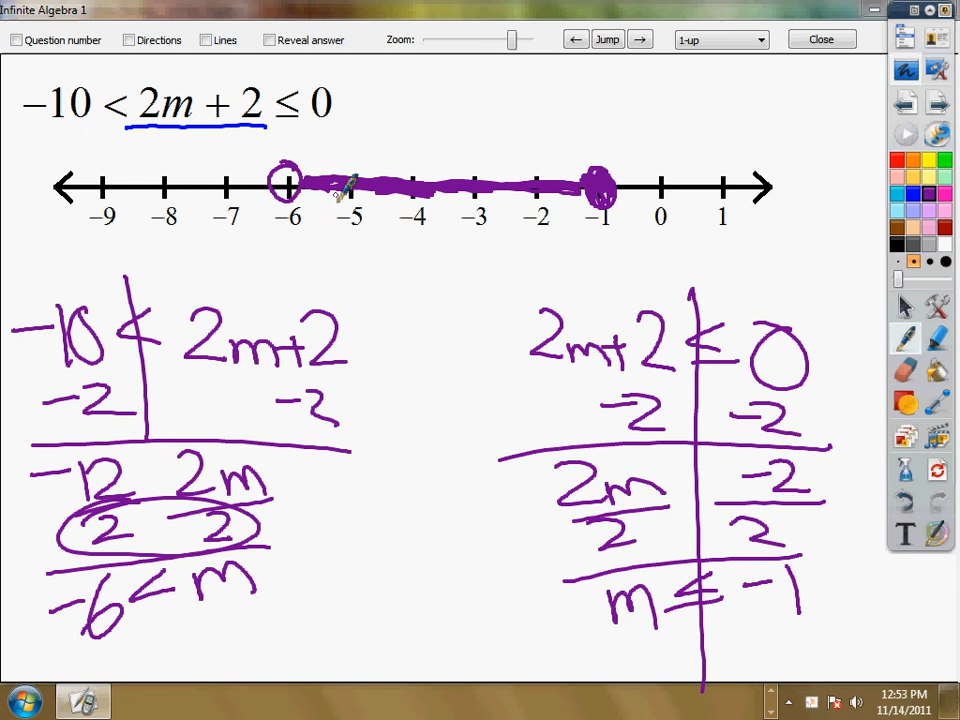 Infinite Algebra 1
Question number Directions Lines Reveal answer Zoom: ← Jump → 1-up Close
−10 < 2m + 2 ≤ 0
−9 −8 −7 −6 −5 −4 −3 −2 −1 0 1
-10 < 2m+2
-2 -2
-12 2m
2 2
-6 < m
2m+2 ≤ 0
-2 -2
2m -2
2 2
m ≤ -1
T
12:53 PM
11/14/2011